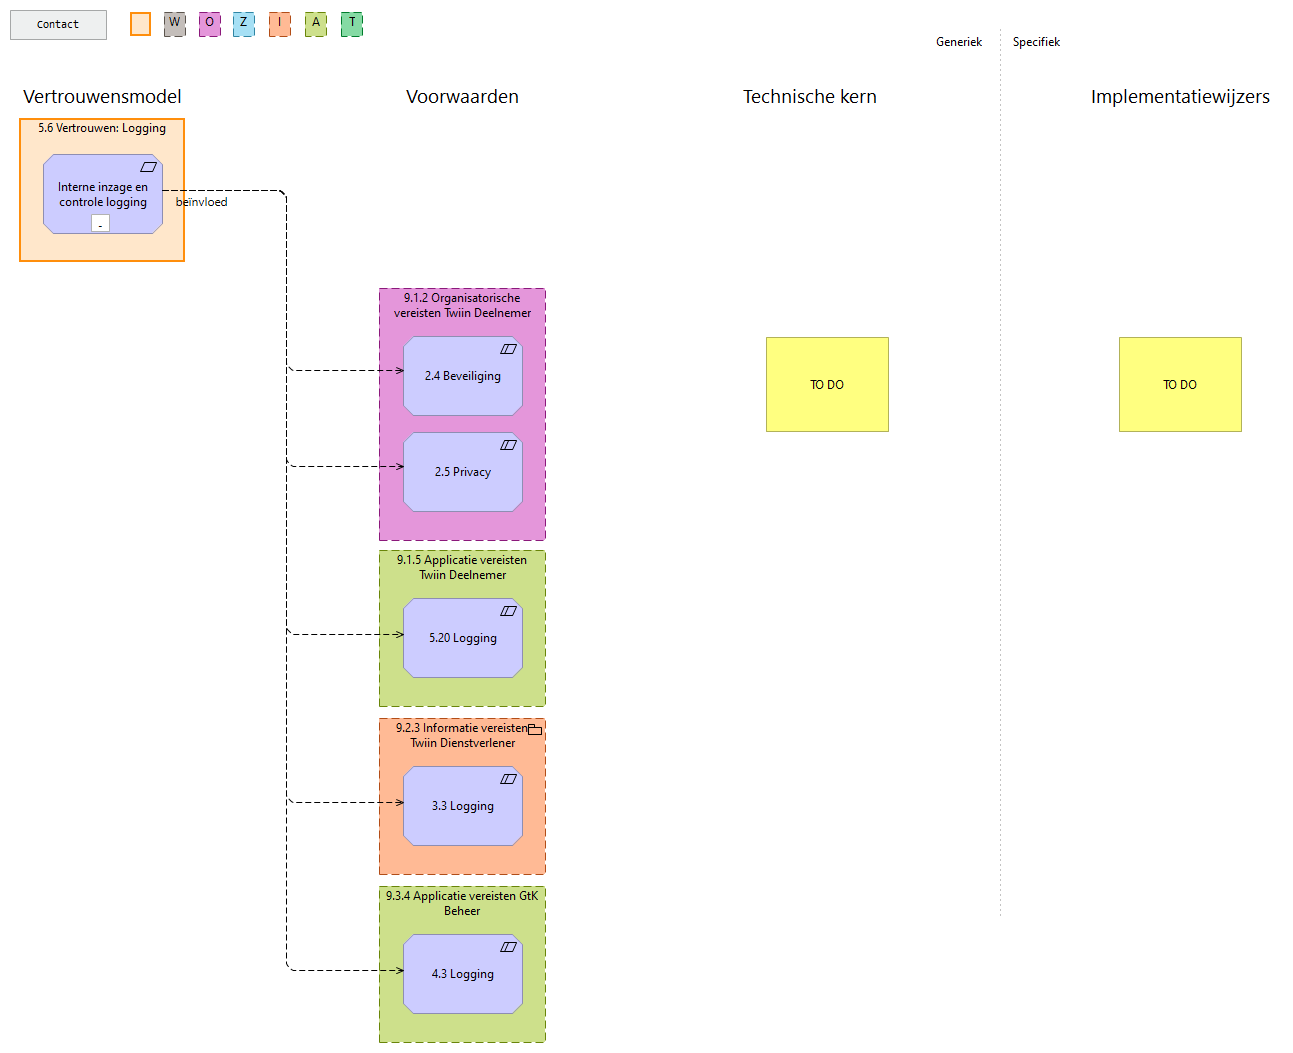 Contact
W
O
Z
I
A
T
Generiek
Specifiek
Vertrouwensmodel
Voorwaarden
Technische kern
Implementatiewijzers
5.6 Vertrouwen: Logging
Interne inzage en
controle logging
-
beïnvloed
9.1.2 Organisatorische
vereisten Twiin Deelnemer
2.4 Beveiliging
2.5 Privacy
TO DO
TO DO
9.1.5 Applicatie vereisten
Twiin Deelnemer
5.20 Logging
9.2.3 Informatie vereisten
Twiin Dienstverlener
3.3 Logging
9.3.4 Applicatie vereisten GtK
Beheer
4.3 Logging